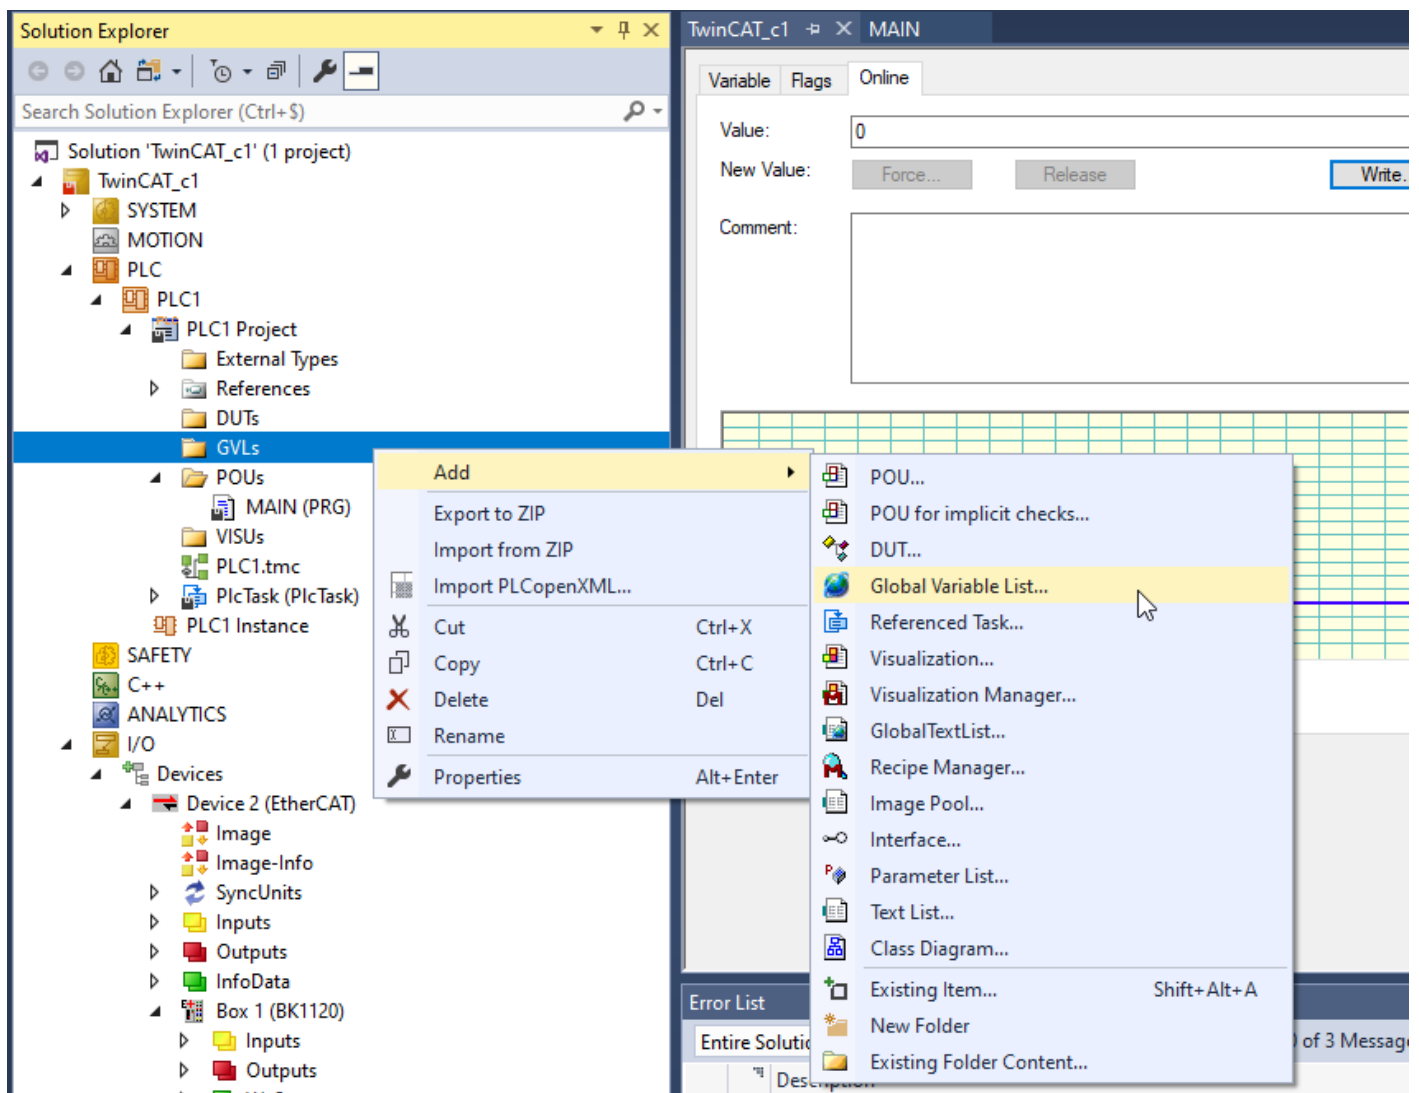 Solution Explorer
Search Solution Explorer (Ctrl+$)
Solution 'TwinCAT_c1' (1 project)
TwinCAT_c1
SYSTEM
MOTION
PLC
PLC1
PLC1 Project
External Types
References
DUTs
GVLs
POUs
MAIN (PRG)
VISUs
PLC1.tmc
PlcTask (PlcTask)
PLC1 Instance
SAFETY
C++
ANALYTICS
I/O
Devices
Device 2 (EtherCAT)
Image
Image-Info
SyncUnits
Inputs
Outputs
InfoData
Box 1 (BK1120)
Inputs
Outputs
TwinCAT_c1 MAIN
Variable Flags Online
Value: 0
New Value: Force... Release Write..
Comment:
Add
Export to ZIP
Import from ZIP
Import PLCopenXML...
Cut Ctrl+X
Copy Ctrl+C
Delete Del
Rename
Properties Alt+Enter
POU...
POU for implicit checks...
DUT...
Global Variable List...
Referenced Task...
Visualization...
Visualization Manager...
GlobalTextList...
Recipe Manager...
Image Pool...
Interface...
Parameter List...
Text List...
Class Diagram...
Existing Item... Shift+Alt+A
New Folder
Existing Folder Content...
Error List
Entire Solutio of 3 Message
Description